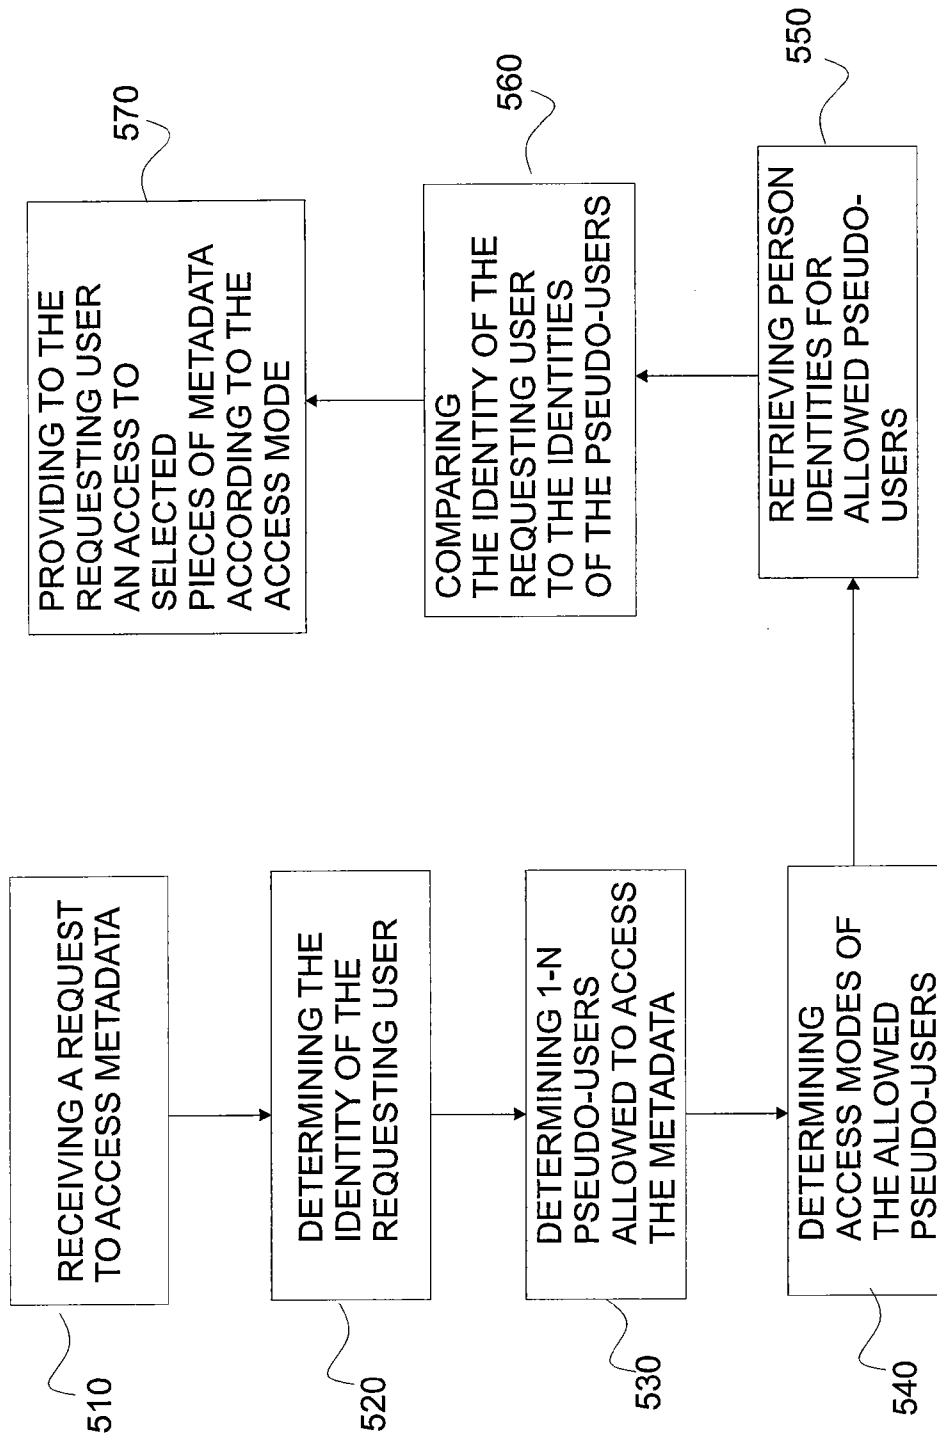 510
RECEIVING A REQUEST
TO ACCESS METADATA
520
DETERMINING THE
IDENTITY OF THE
REQUESTING USER
530
DETERMINING 1-N
PSEUDO-USERS
ALLOWED TO ACCESS
THE METADATA
540
DETERMINING
ACCESS MODES OF
THE ALLOWED
PSEUDO-USERS
550
RETRIEVING PERSON
IDENTITIES FOR
ALLOWED PSEUDO-
USERS
560
COMPARING
THE IDENTITY OF THE
REQUESTING USER
TO THE IDENTITIES
OF THE PSEUDO-USERS
570
PROVIDING TO THE
REQUESTING USER
AN ACCESS TO
SELECTED
PIECES OF METADATA
ACCORDING TO THE
ACCESS MODE